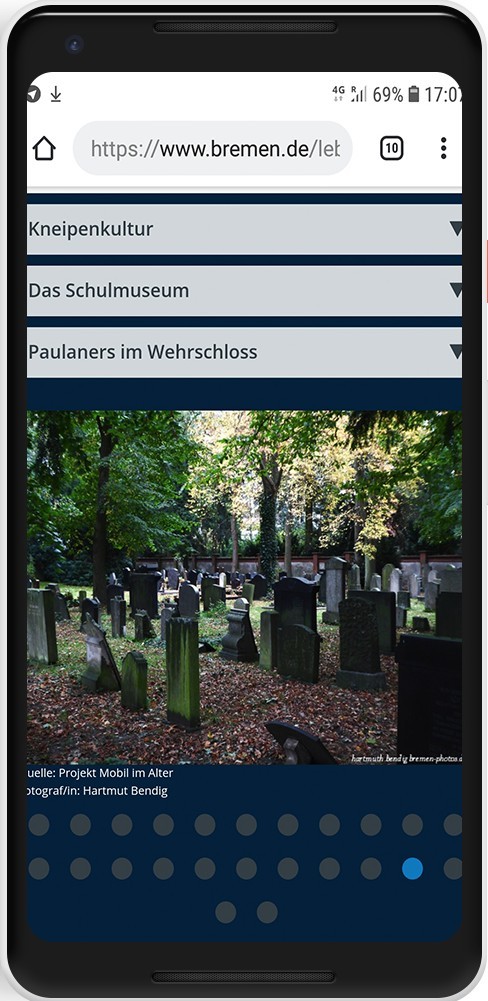 4G R 69% 17:07
https://www.bremen.de/leb
10
Kneipenkultur
Das Schulmuseum
Paulaners im Wehrschloss
hartmuth bendig bremen-photos.d
uelle: Projekt Mobil im Alter
otograf/in: Hartmut Bendig